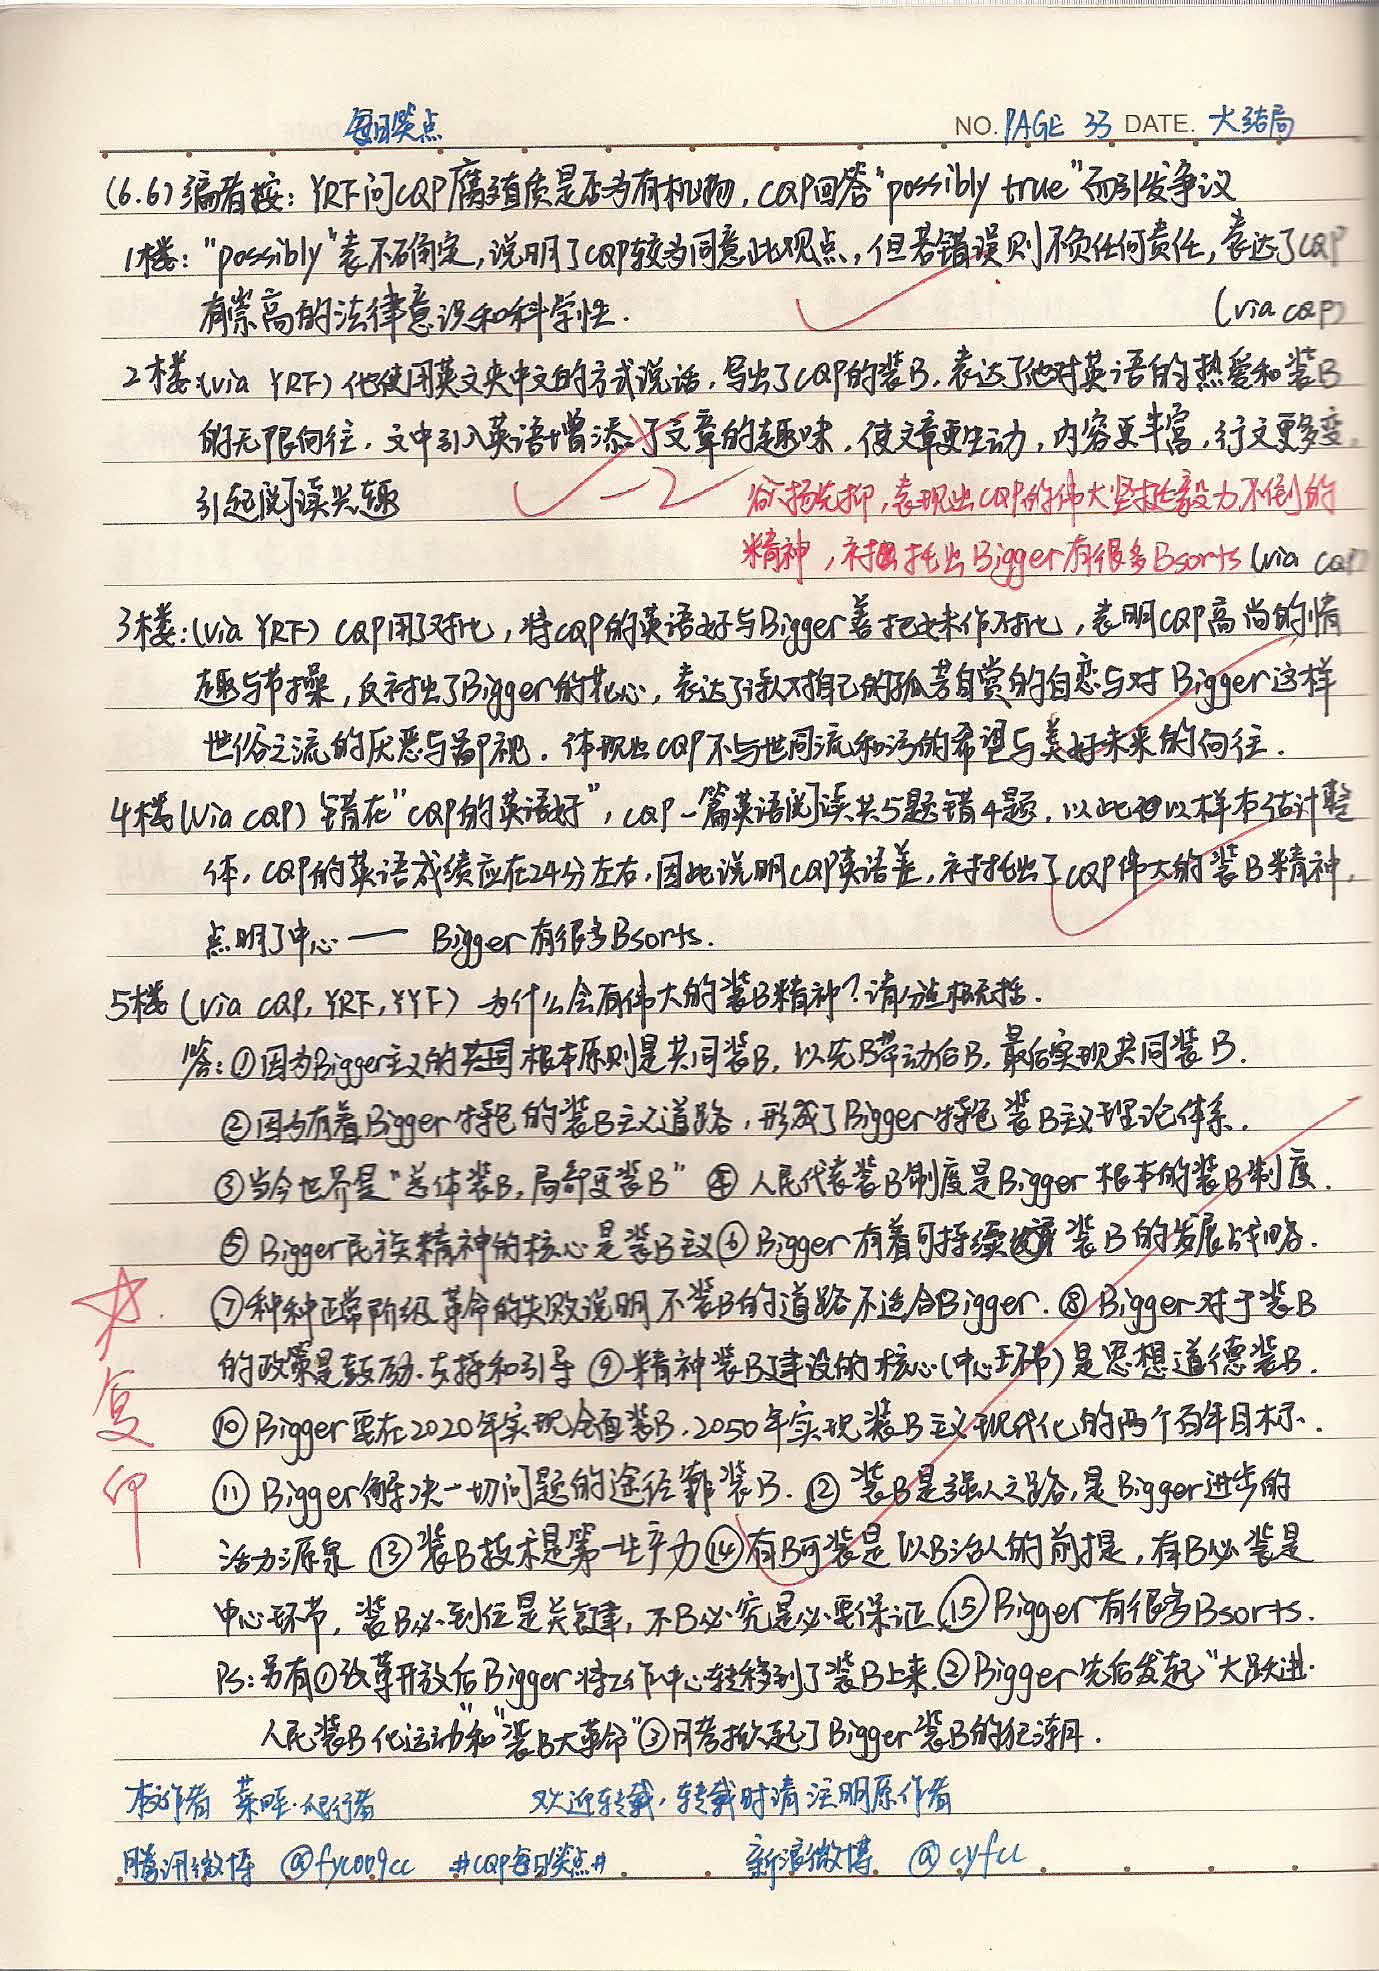 每日笑点 NO. PAGE 33 DATE. 大结局
(6.6) 编者按：YRF问CQP腐殖质是否为有机物，CQP回答"possibly true"而引发争议
1楼："possibly"表不确定，说明了CQP较为同意此观点，但若错误则不负任何责任，表达了CQP
有崇高的法律意识和科学性． (via CQP)
2楼：(via YRF) 他使用英文夹中文的方式说话，写出了CQP的装B，表达了他对英语的热爱和装B
的无限向往．文中引入英语增添了文章的趣味，使文章更生动，内容更丰富，行文更多变，
引起阅读兴趣
-2 欲扬先抑，表现出CQP的伟大坚挺毅力不倒的
精神，衬托出Bigger有很多Bsorts (via CQP)
3楼：(via YRF) CQP用了对比，将CQP的英语好与Bigger善把妹作对比，表明CQP高尚的情
趣与节操，反衬出了Bigger的花心，表达了诗人对自己的孤芳自赏的自恋与对Bigger这样
世俗之流的厌恶与鄙视．体现出CQP不与世同流和污的希望与美好未来的向往．
4楼(via CQP) 错在"CQP的英语好"，CQP一篇英语阅读共5题错4题，以此以样本估计整
体，CQP的英语成绩应在24分左右，因此说明CQP英语差，衬托出了CQP伟大的装B精神，
点明了中心—— Bigger有很多Bsorts．
5楼 (via CQP, YRF, YYF) 为什么会有伟大的装B精神？请分点概括．
答：①因为Bigger主义的根本原则是共同装B，以先B带动后B，最后实现共同装B．
②因为有着Bigger特色的装B主义道路，形成了Bigger特色装B主义理论体系．
③当今世界是"总体装B，局部更装B" ④人民代表装B制度是Bigger根本的装B制度．
⑤Bigger民族精神的核心是装B主义 ⑥Bigger有着可持续装B的发展战略．
⑦种种正常阶级革命的失败说明不装B的道路不适合Bigger．⑧Bigger对于装B
的政策是鼓励．支持和引导 ⑨精神装B建设的核心(中心环节)是思想道德装B．
⑩Bigger要在2020年实现全面装B，2050年实现装B主义现代化的两个百年目标．
⑪Bigger解决一切问题的途径靠装B．⑫装B是强人之路，是Bigger进步的
活力源泉 ⑬装B技术是第一生产力 ⑭有B可装是以B治人的前提，有B必装是
中心环节，装B必到位是关键，不B必究是必要保证 ⑮Bigger有很多Bsorts．
PS：另有①改革开放后Bigger将工作中心转移到了装B上来．②Bigger先后发起"大跃进．
人民装B化运动"和"装B大革命" ③月考掀起了Bigger装B的狂潮．
☆复印
本作者 菜町·爬行者 欢迎转载，转载时请注明原作者
腾讯微博 @fyc009cc #CQP每日笑点# 新浪微博 @cyfcc